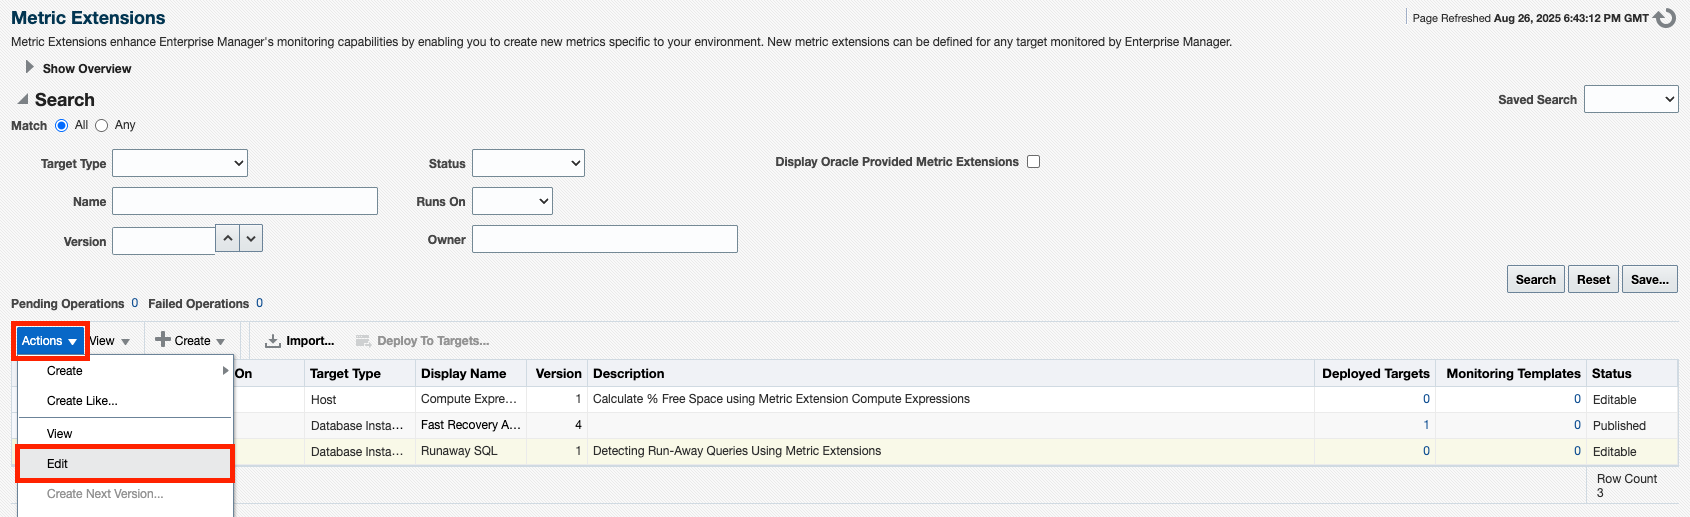 Metric Extensions
Page Refreshed Aug 26, 2025 6:43:12 PM GMT
Metric Extensions enhance Enterprise Manager's monitoring capabilities by enabling you to create new metrics specific to your environment. New metric extensions can be defined for any target monitored by Enterprise Manager.
Show Overview
Search
Saved Search
Match All Any
Target Type Status Display Oracle Provided Metric Extensions
Name Runs On
Version Owner
Search Reset Save...
Pending Operations 0 Failed Operations 0
Actions View Create Import... Deploy To Targets...
On Target Type Display Name Version Description Deployed Targets Monitoring Templates Status
Host Compute Expre... 1 Calculate % Free Space using Metric Extension Compute Expressions 0 0 Editable
Database Insta... Fast Recovery A... 4 1 0 Published
Database Insta... Runaway SQL 1 Detecting Run-Away Queries Using Metric Extensions 0 0 Editable
Row Count
3
Create
Create Like...
View
Edit
Create Next Version...